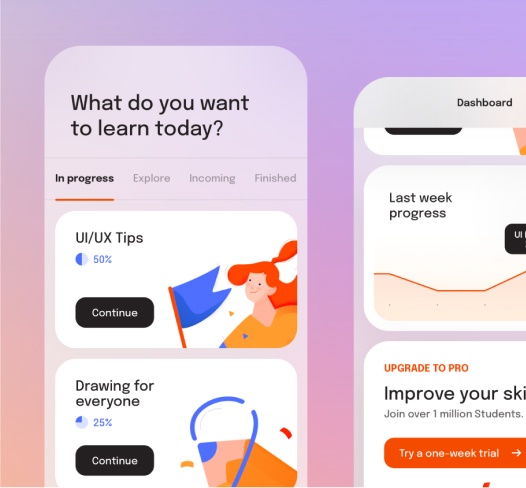 What do you want
to learn today?
In progress
Explore
Incoming
Finished
UI/UX Tips
50%
Continue
Drawing for
everyone
25%
Continue
Dashboard
Last week
progress
UI
UPGRADE TO PRO
Improve your ski
Join over 1 million Students.
Try a one-week trial →